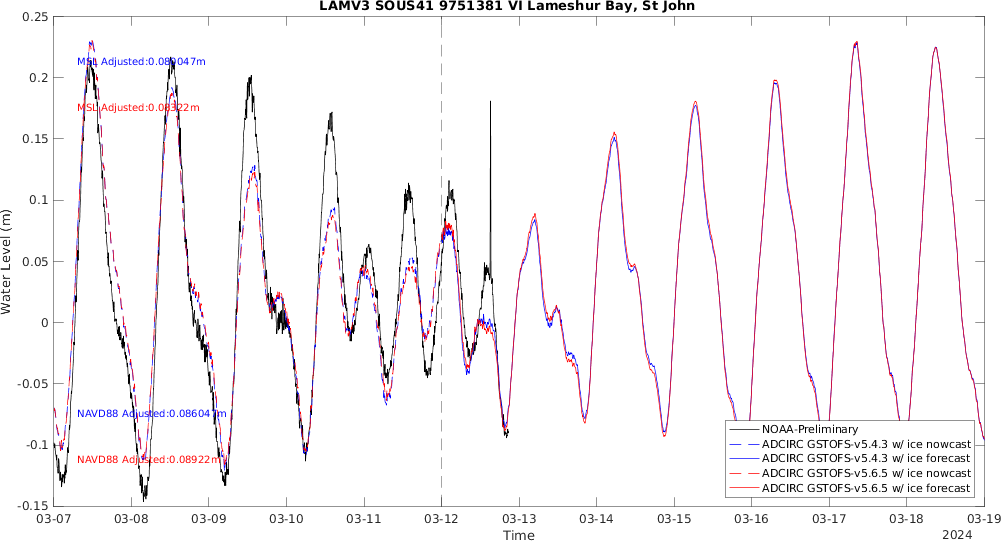 LAMV3 SOUS41 9751381 VI Lameshur Bay, St John
0.25
0.2
0.15
0.1
0.05
0
-0.05
-0.1
-0.15
Water Level (m)
MSL Adjusted:0.080047m
MSL Adjusted:0.08322m
NAVD88 Adjusted:0.086047m
NAVD88 Adjusted:0.08922m
NOAA-Preliminary
ADCIRC GSTOFS-v5.4.3 w/ ice nowcast
ADCIRC GSTOFS-v5.4.3 w/ ice forecast
ADCIRC GSTOFS-v5.6.5 w/ ice nowcast
ADCIRC GSTOFS-v5.6.5 w/ ice forecast
03-07 03-08 03-09 03-10 03-11 03-12 03-13 03-14 03-15 03-16 03-17 03-18 03-19
Time
2024